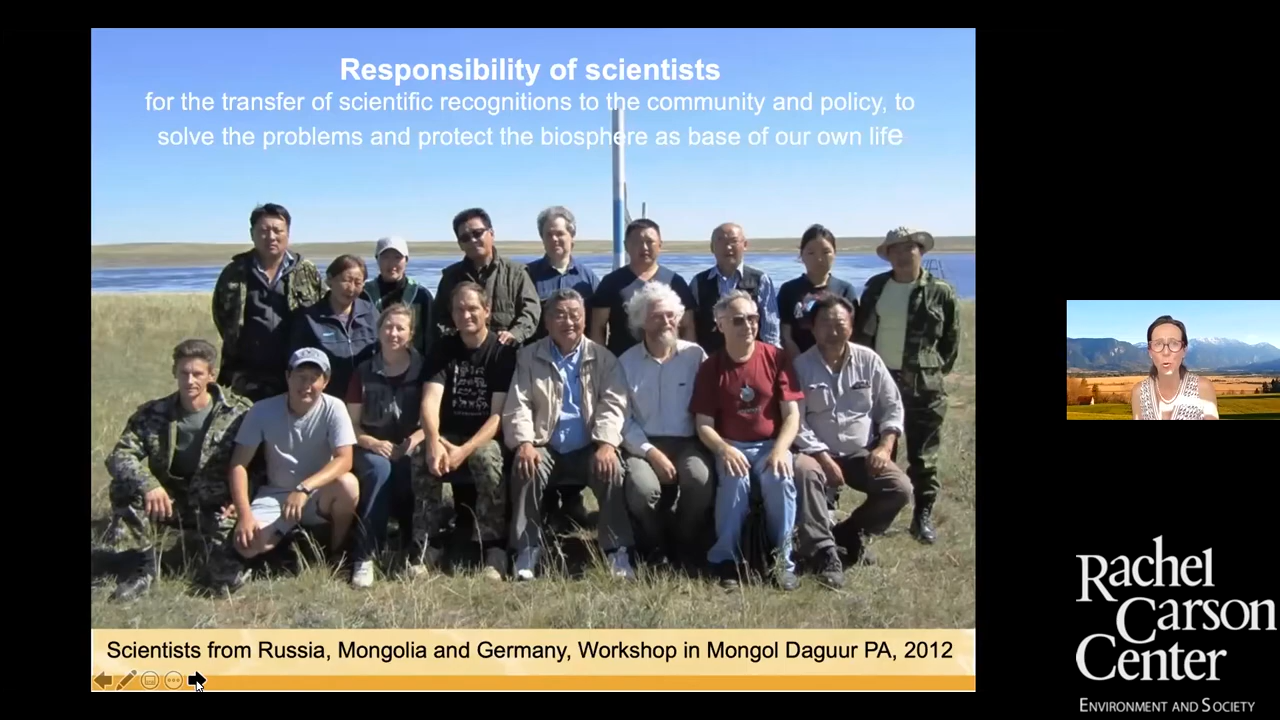 Responsibility of scientists
for the transfer of scientific recognitions to the community and policy, to
solve the problems and protect the biosphere as base of our own life
Scientists from Russia, Mongolia and Germany, Workshop in Mongol Daguur PA, 2012
Rachel
Carson
Center
Environment and Society